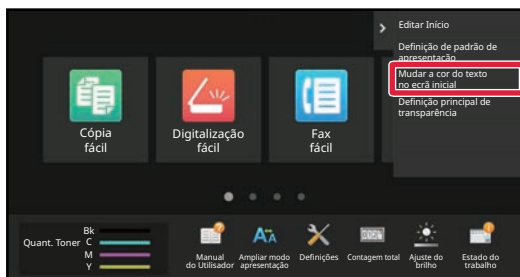 Editar Início
Definição de padrão de
apresentação
Mudar a cor do texto
no ecrã inicial
Definição principal de
transparência
Cópia
fácil
Digitalização
fácil
Fax
fácil
Quant. Toner
Bk
C
M
Y
Manual
do Utilisador
Ampliar modo
apresentação
Definições
Contagem total
Ajuste do
brilho
Estado do
trabalho